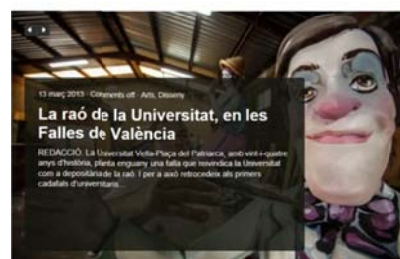 13 març 2013 · Comments off · Arts, Disseny
La raó de la Universitat, en les
Falles de València
REDACCIÓ. La Universitat Vella-Plaça del Patriarca, amb vint-i-quatre
anys d'història, planta enguany una falla que reivindica la Universitat
com a depositària de la raó. I per a això retrocedeix als primers
cadafals d'universitaris...